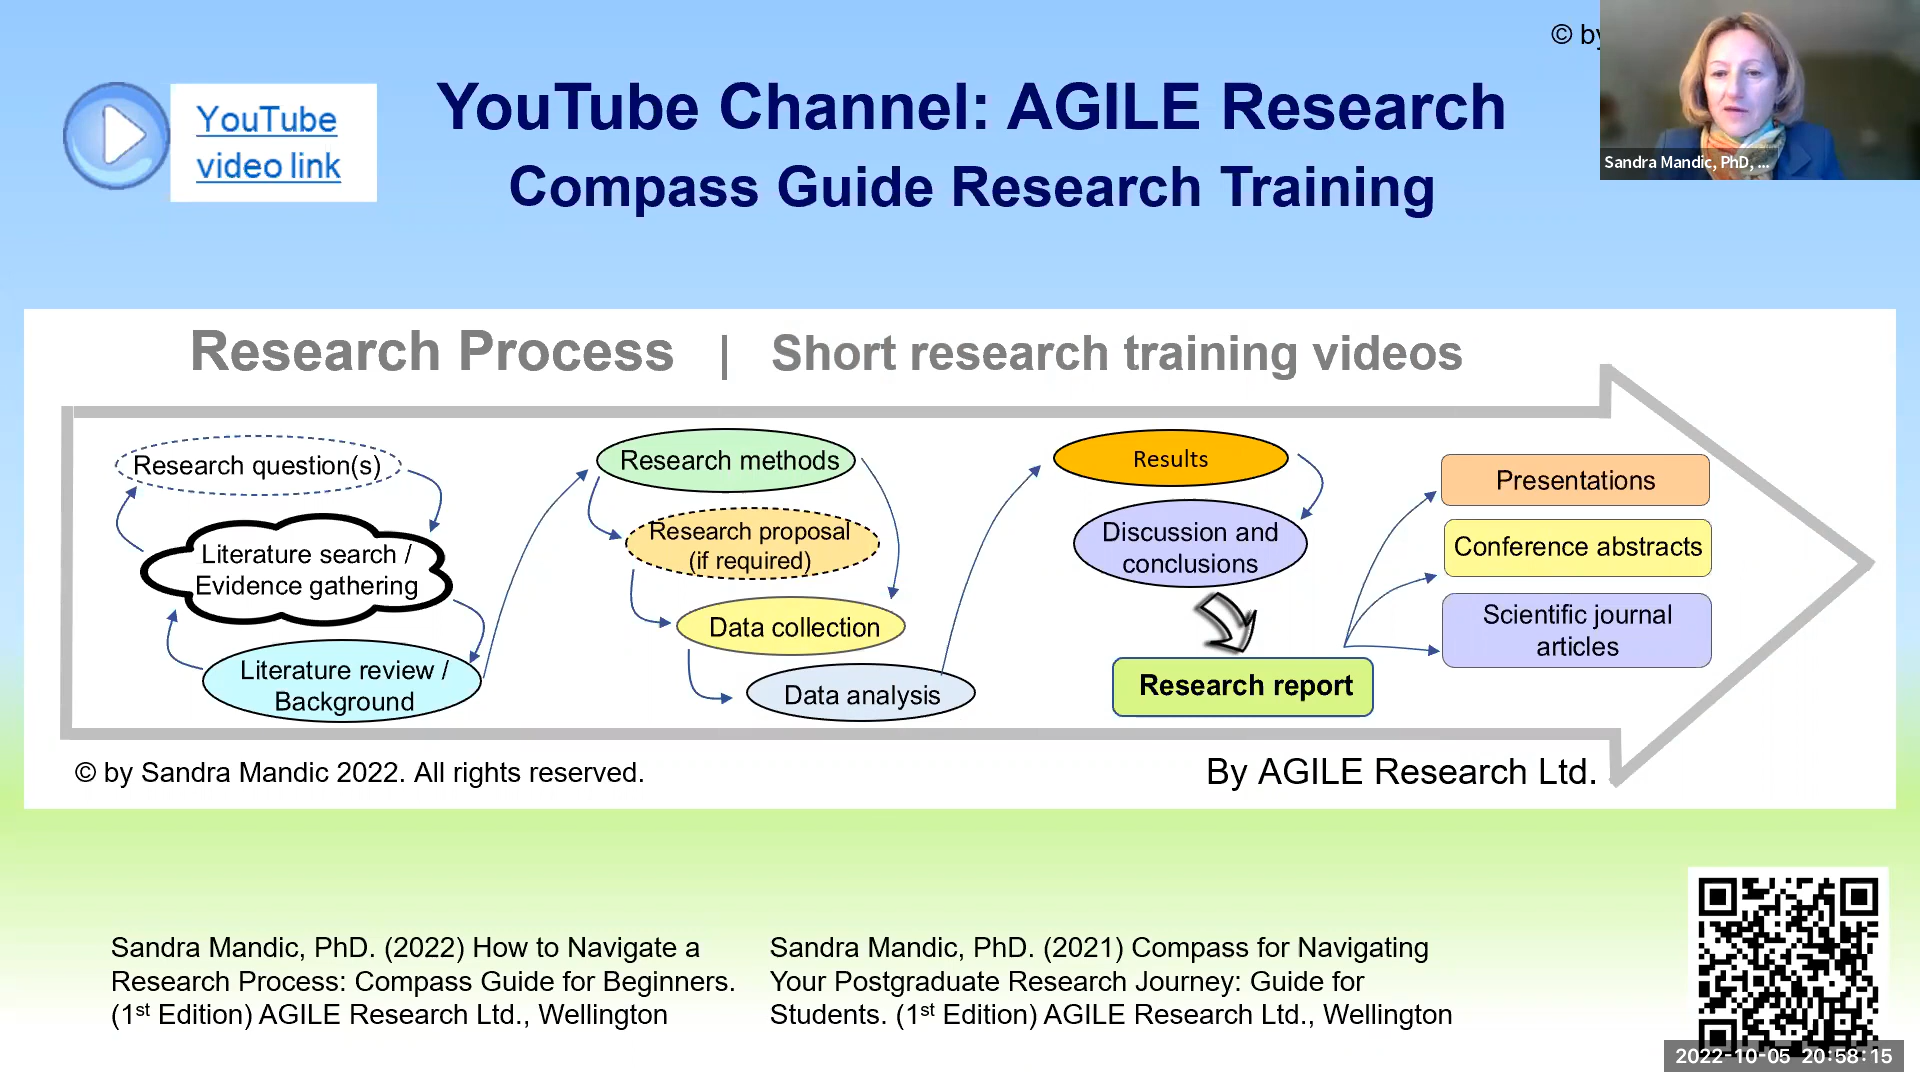 © by
YouTube
video link
YouTube Channel: AGILE Research
Compass Guide Research Training
Sandra Mandic, PhD, ...
Research Process | Short research training videos
Research question(s)
Literature search /
Evidence gathering
Literature review /
Background
Research methods
Research proposal
(if required)
Data collection
Data analysis
Results
Discussion and
conclusions
Research report
Presentations
Conference abstracts
Scientific journal
articles
© by Sandra Mandic 2022. All rights reserved.
By AGILE Research Ltd.
Sandra Mandic, PhD. (2022) How to Navigate a
Research Process: Compass Guide for Beginners.
(1st Edition) AGILE Research Ltd., Wellington
Sandra Mandic, PhD. (2021) Compass for Navigating
Your Postgraduate Research Journey: Guide for
Students. (1st Edition) AGILE Research Ltd., Wellington
2022-10-05 20:58:15